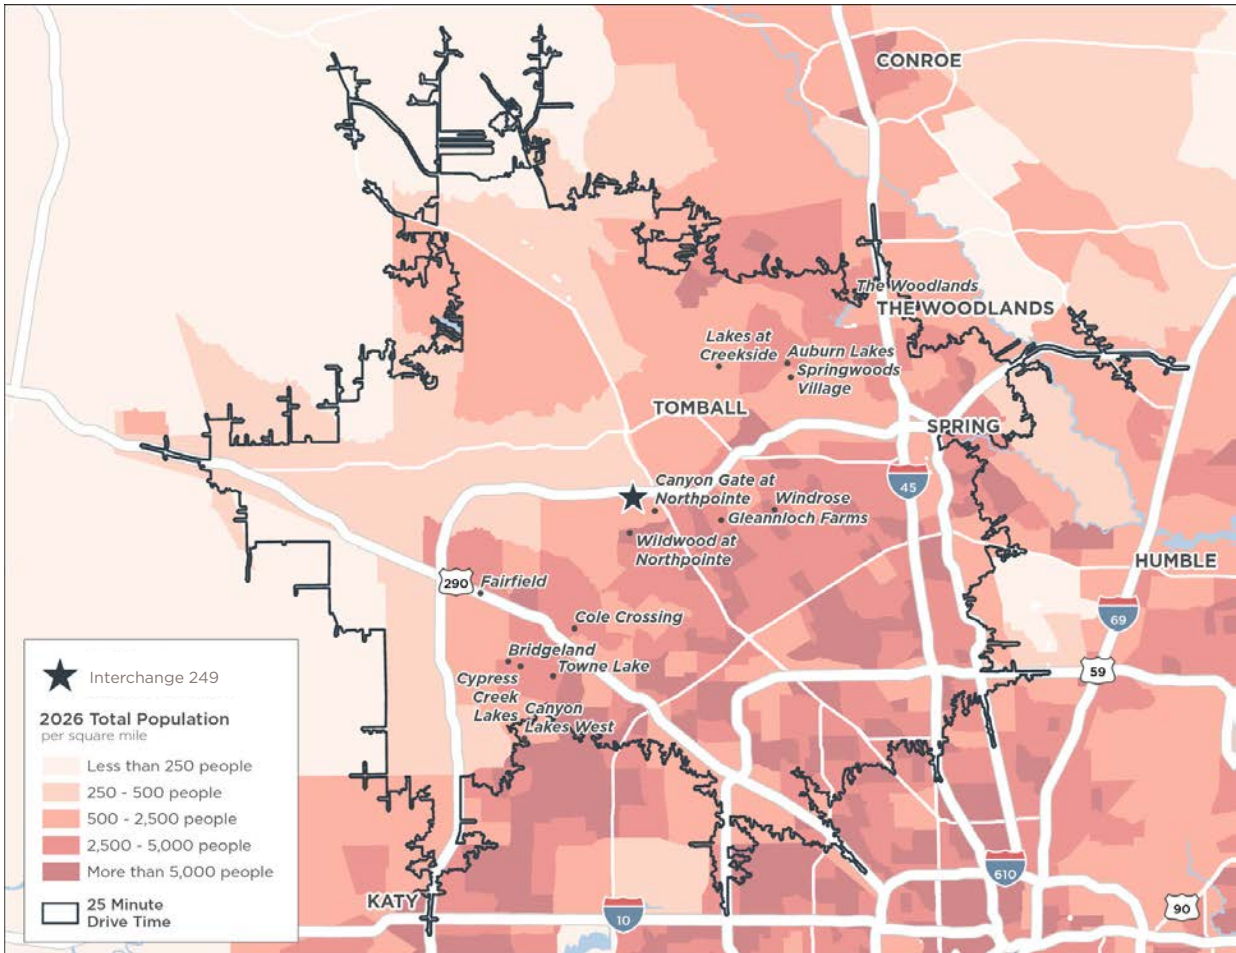 CONROE
The Woodlands
THE WOODLANDS
Lakes at
Creekside
Auburn Lakes
Springwoods
Village
TOMBALL
SPRING
Canyon Gate at
Northpointe
Windrose
Gleannloch Farms
45
Wildwood at
Northpointe
HUMBLE
290
Fairfield
69
Cole Crossing
Bridgeland
Towne Lake
59
Cypress
Creek
Lakes
Canyon
Lakes West
Interchange 249
2026 Total Population
per square mile
Less than 250 people
250 - 500 people
500 - 2,500 people
2,500 - 5,000 people
More than 5,000 people
25 Minute
Drive Time
610
KATY
10
90